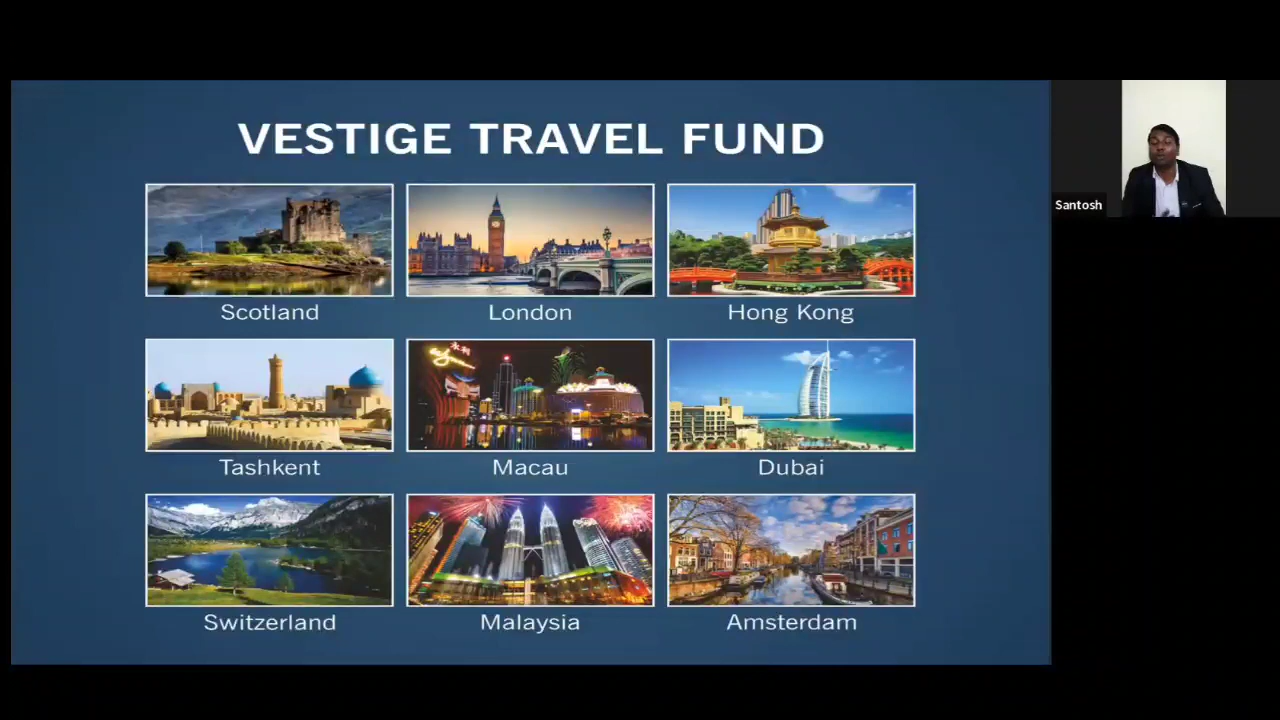 VESTIGE TRAVEL FUND
Santosh
Scotland
London
Hong Kong
Tashkent
Macau
Dubai
Switzerland
Malaysia
Amsterdam